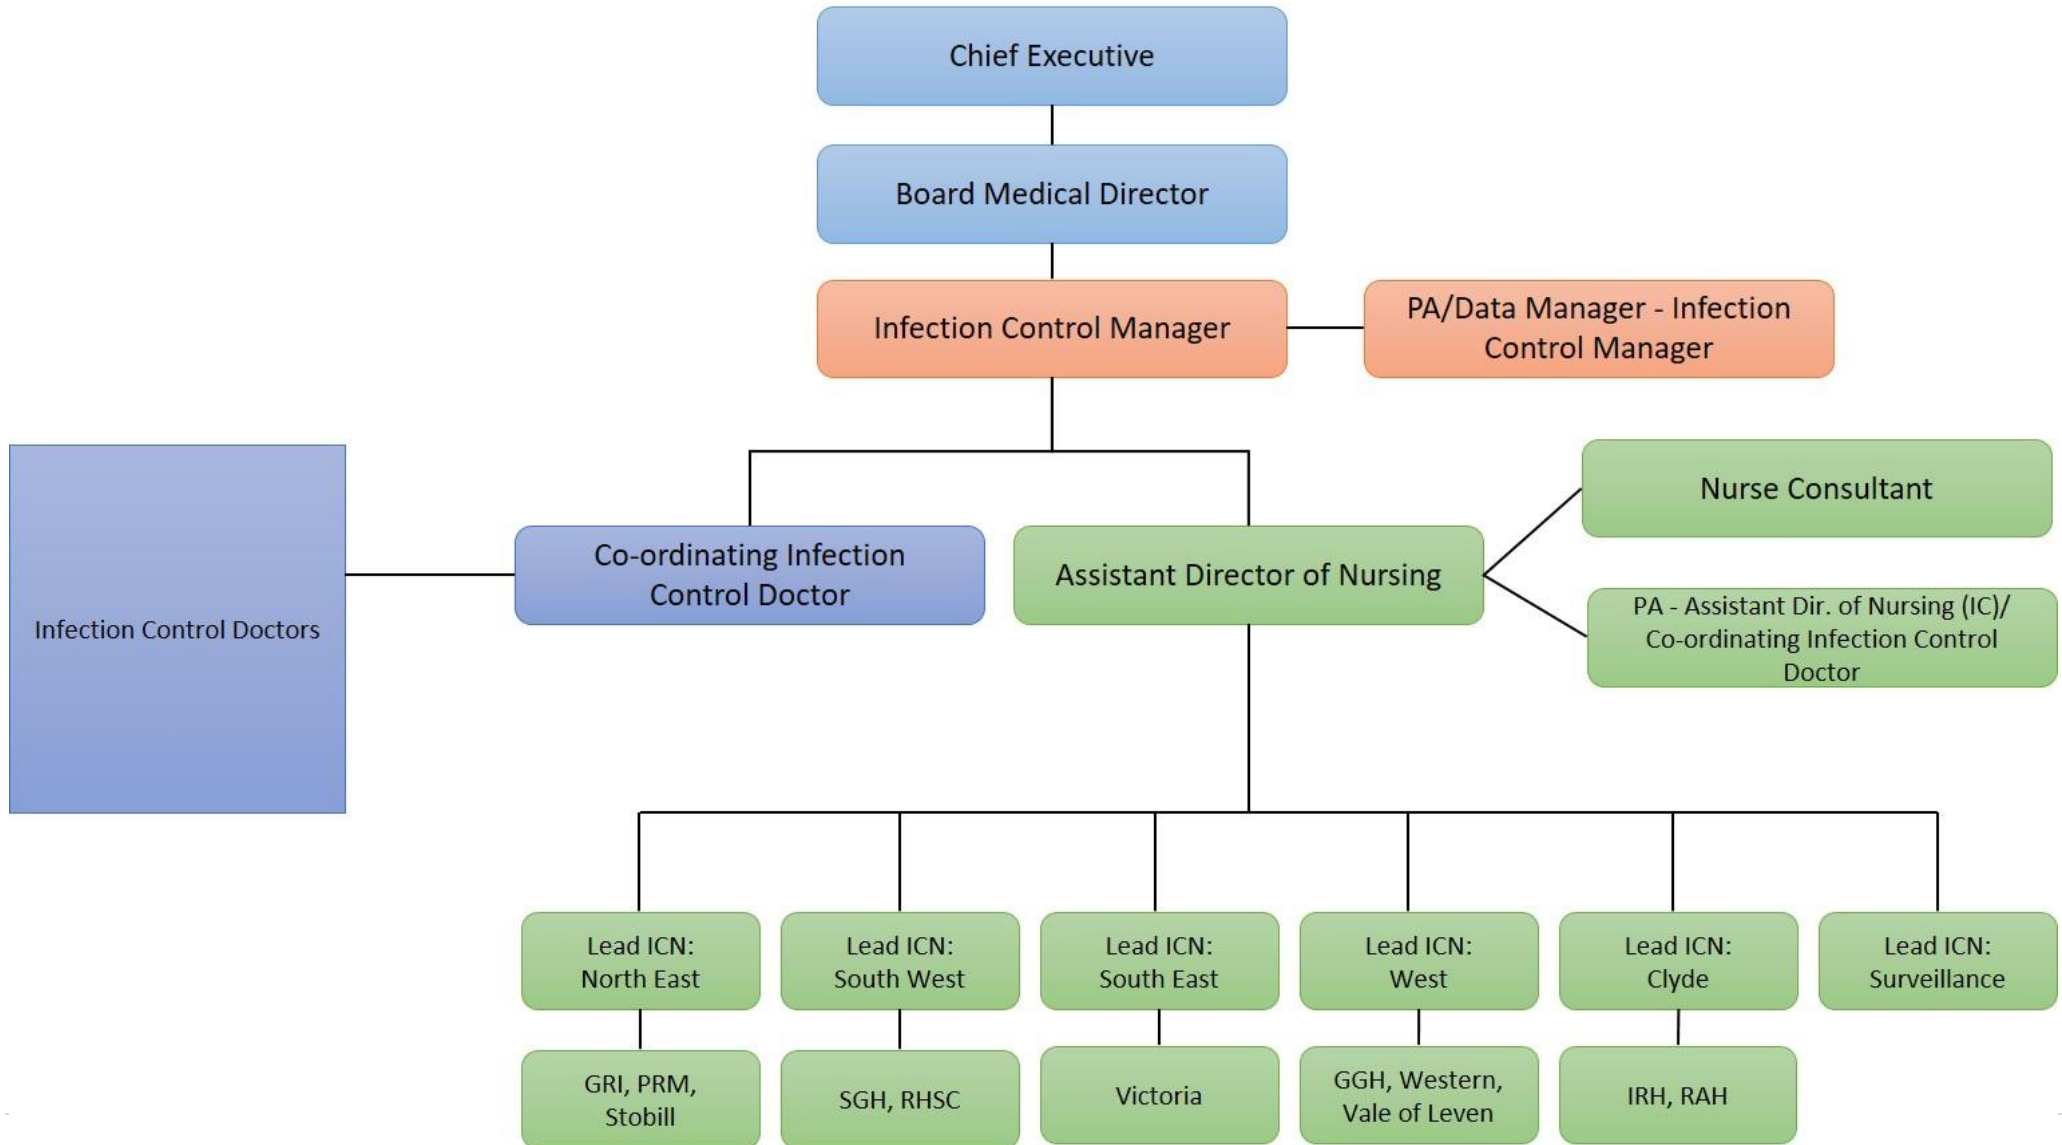 Chief Executive
Board Medical Director
Infection Control Manager
PA/Data Manager - Infection
Control Manager
Infection Control Doctors
Co-ordinating Infection
Control Doctor
Assistant Director of Nursing
Nurse Consultant
PA - Assistant Dir. of Nursing (IC)/
Co-ordinating Infection Control
Doctor
Lead ICN:
North East
Lead ICN:
South West
Lead ICN:
South East
Lead ICN:
West
Lead ICN:
Clyde
Lead ICN:
Surveillance
GRI, PRM,
Stobill
SGH, RHSC
Victoria
GGH, Western,
Vale of Leven
IRH, RAH